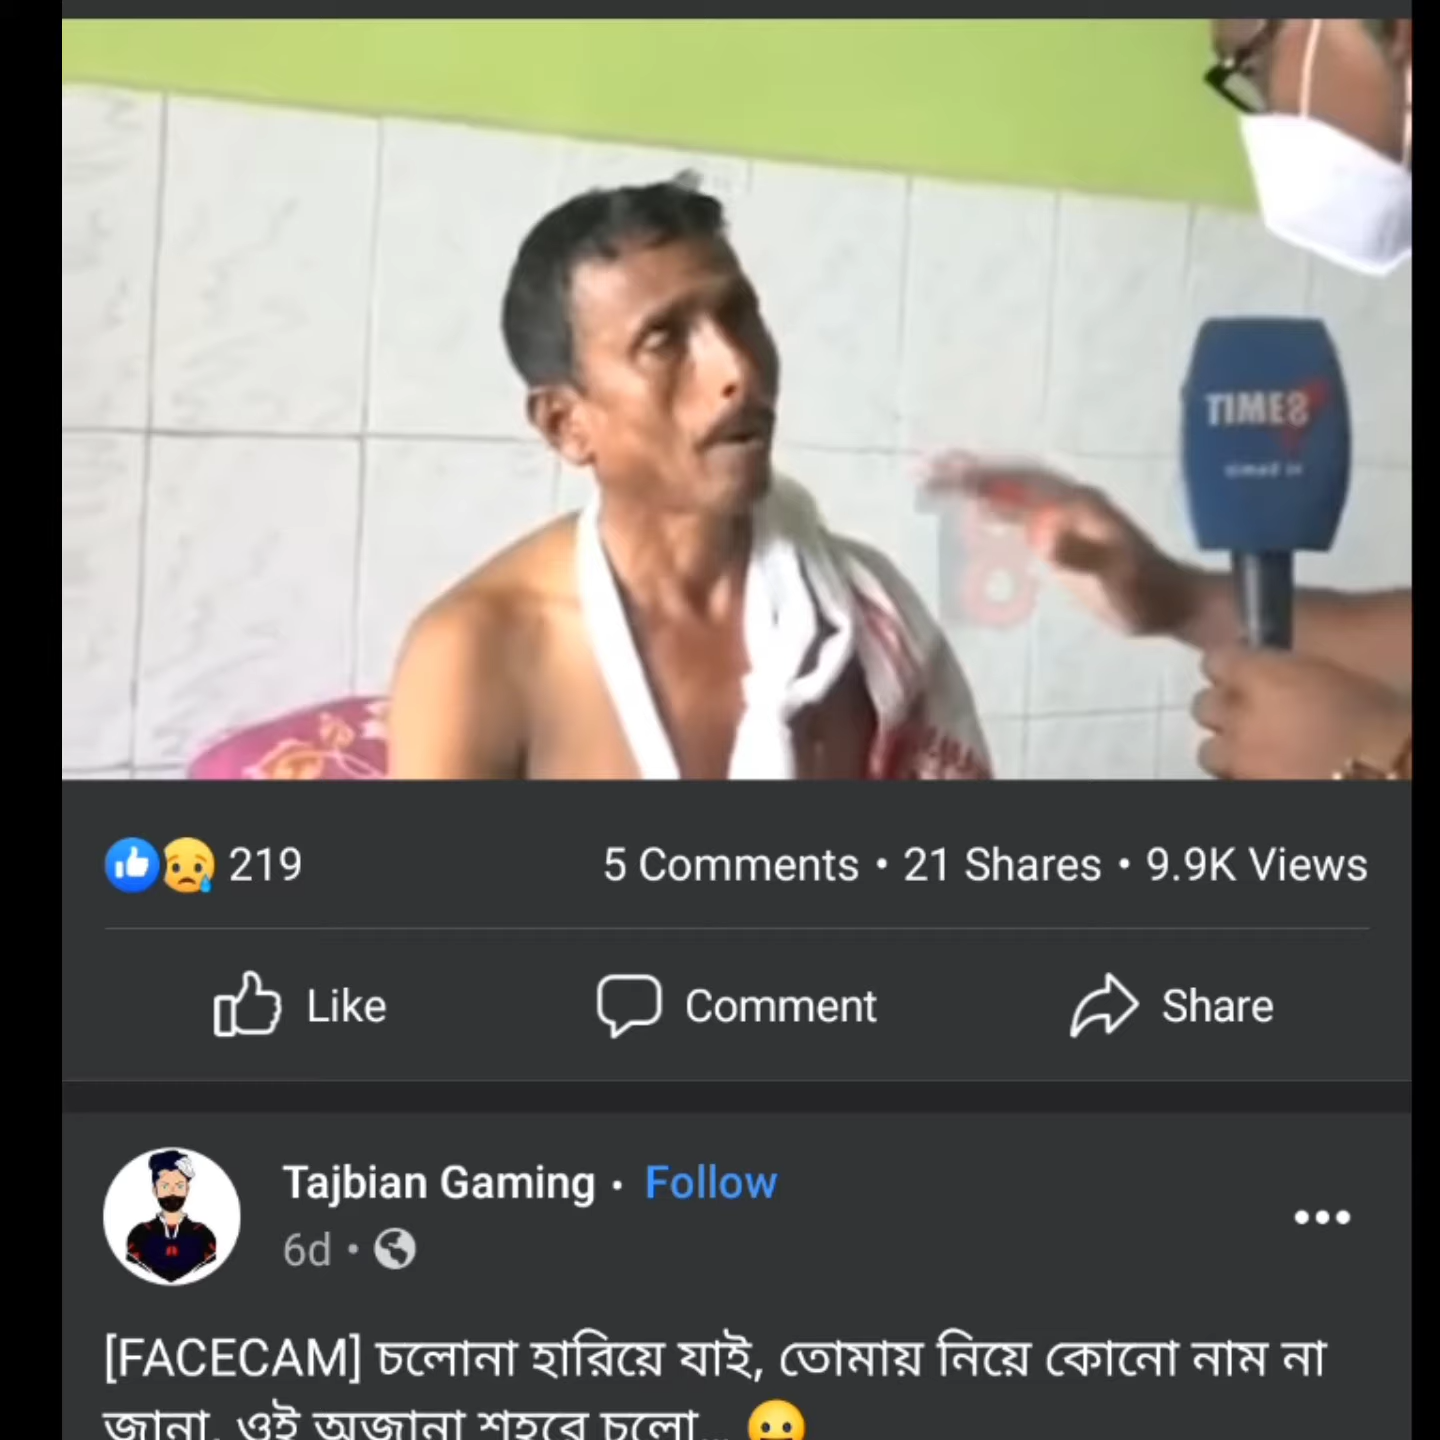 TIME8
219
5 Comments • 21 Shares • 9.9K Views
Like
Comment
Share
Tajbian Gaming • Follow
6d •
[FACECAM] চলোনা হারিয়ে যাই, তোমায় নিয়ে কোনো নাম না
জানা, ওই অজানা শহরে চলো... 😀